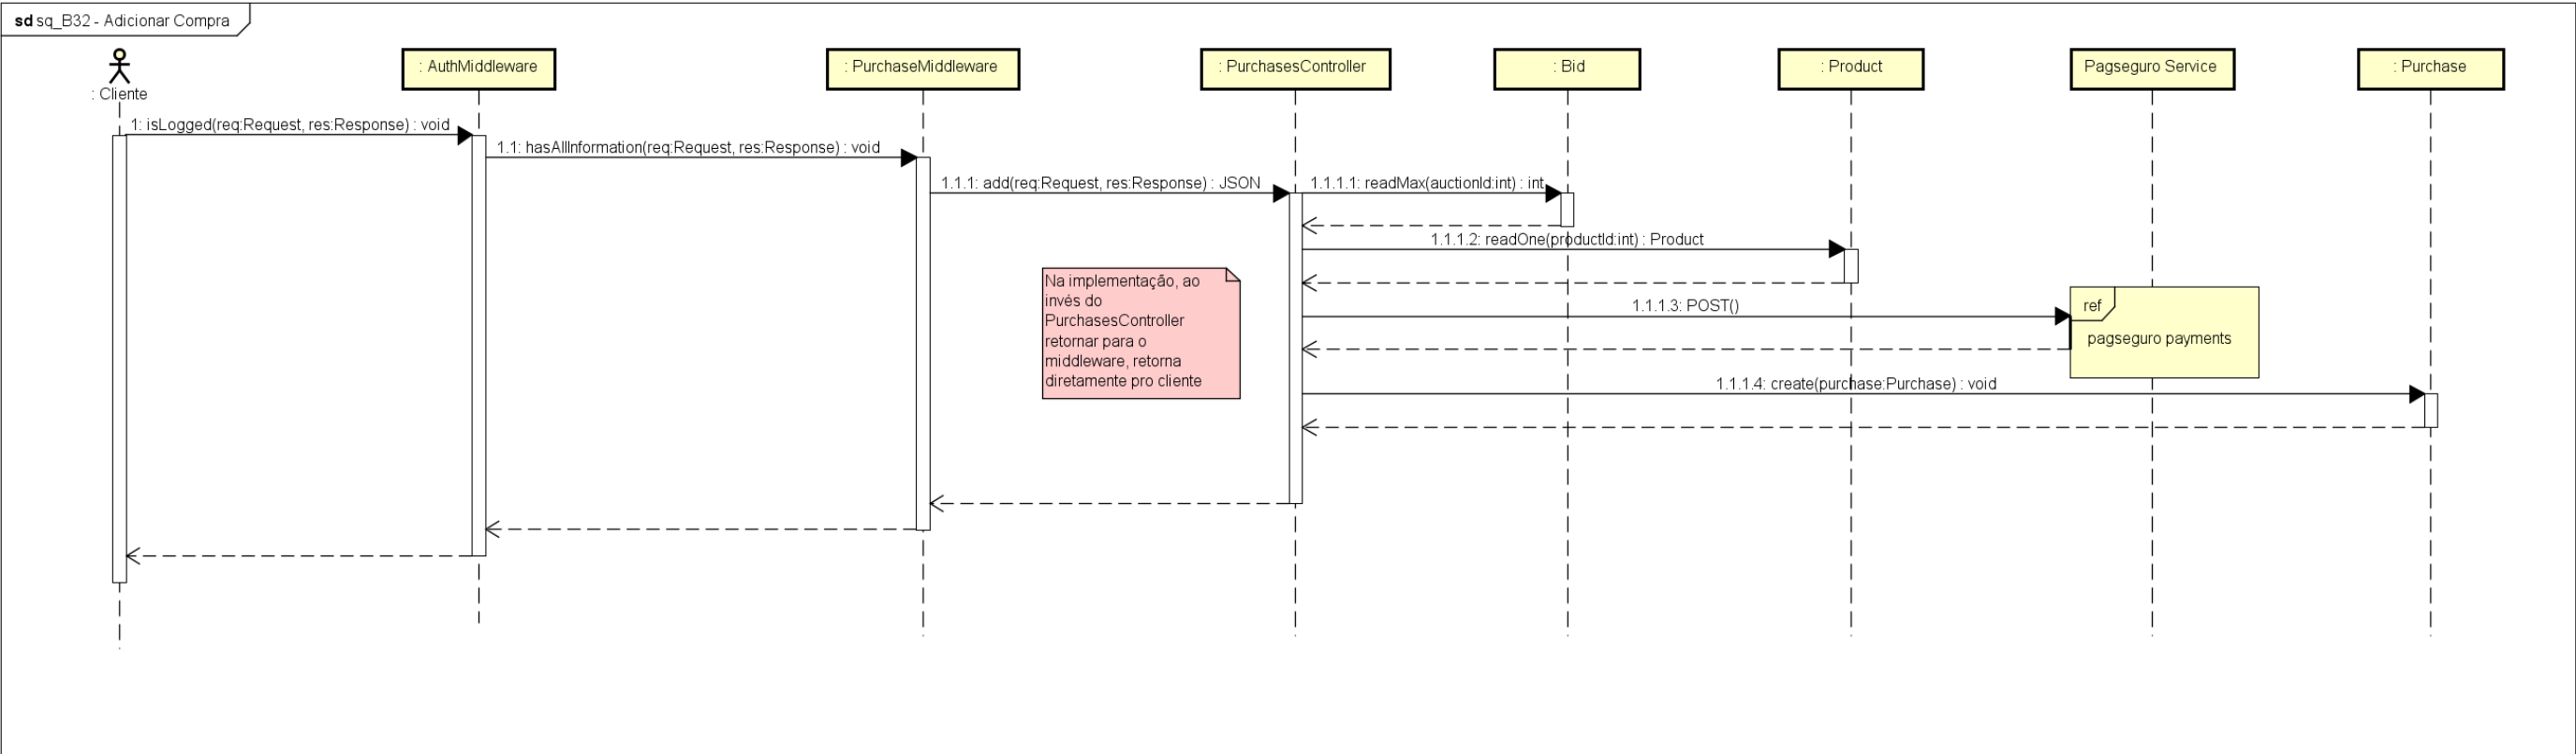 sd sq_B32 - Adicionar Compra
: Cliente
: AuthMiddleware
: PurchaseMiddleware
: PurchasesController
: Bid
: Product
Pagseguro Service
: Purchase
1: isLogged(req:Request, res:Response) : void
1.1: hasAllInformation(req:Request, res:Response) : void
1.1.1: add(req:Request, res:Response) : JSON
1.1.1.1: readMax(auctionId:int) : int
1.1.1.2: readOne(productId:int) : Product
Na implementação, ao
invés do
PurchasesController
retornar para o
middleware, retorna
diretamente pro cliente
1.1.1.3: POST()
ref
pagseguro payments
1.1.1.4: create(purchase:Purchase) : void